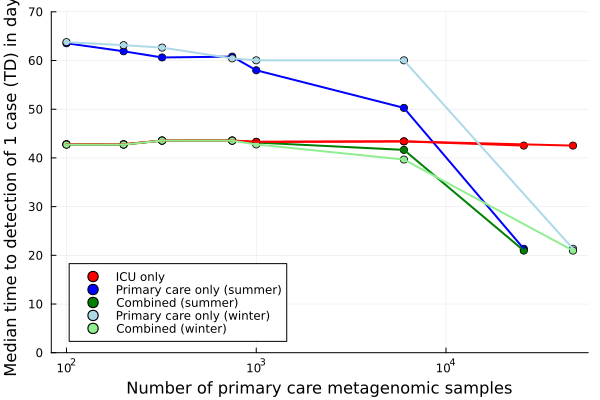 Median time to detection of 1 case (TD) in day
70
60
50
40
30
20
10
0
ICU only
Primary care only (summer)
Combined (summer)
Primary care only (winter)
Combined (winter)
10² 10³ 10⁴
Number of primary care metagenomic samples